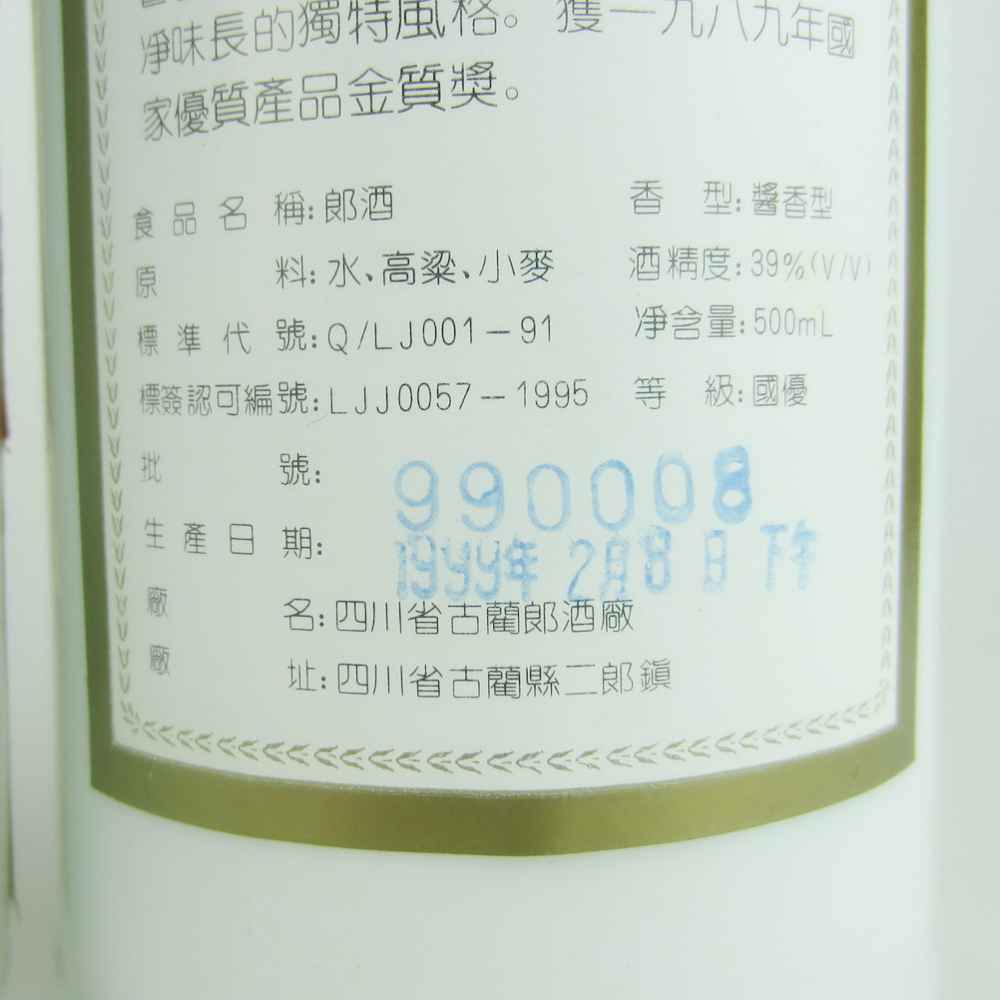 淨味長的獨特風格。獲一九八九年國
家優質產品金質獎。
食品名稱:郎酒 香型:醬香型
原料:水、高粱、小麥 酒精度:39%(V/V)
標準代號:Q/LJ001-91 淨含量:500mL
標簽認可編號:LJJ0057-1995 等級:國優
批號:990008
生產日期:1999年2月8日下午
廠名:四川省古藺郎酒廠
廠址:四川省古藺縣二郎鎮